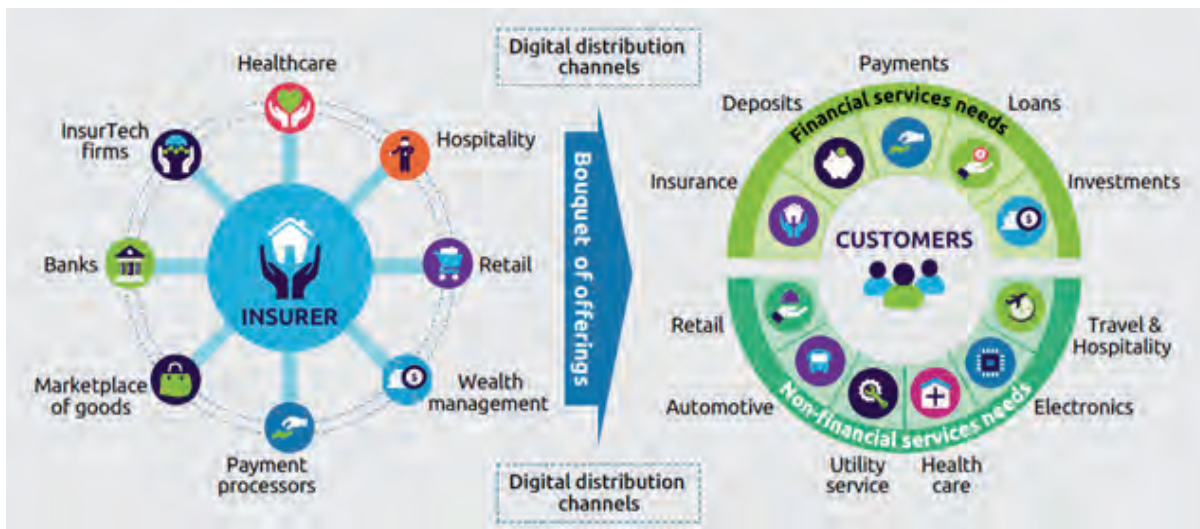 Healthcare
InsurTech
firms
Hospitality
Banks
Retail
INSURER
Marketplace
of goods
Wealth
management
Payment
processors
Digital distribution
channels
Bouquet of offerings
Digital distribution
channels
Payments
Deposits
Loans
Financial services needs
Insurance
Investments
CUSTOMERS
Retail
Travel &
Hospitality
Automotive
Electronics
Non-financial services needs
Utility
service
Health
care